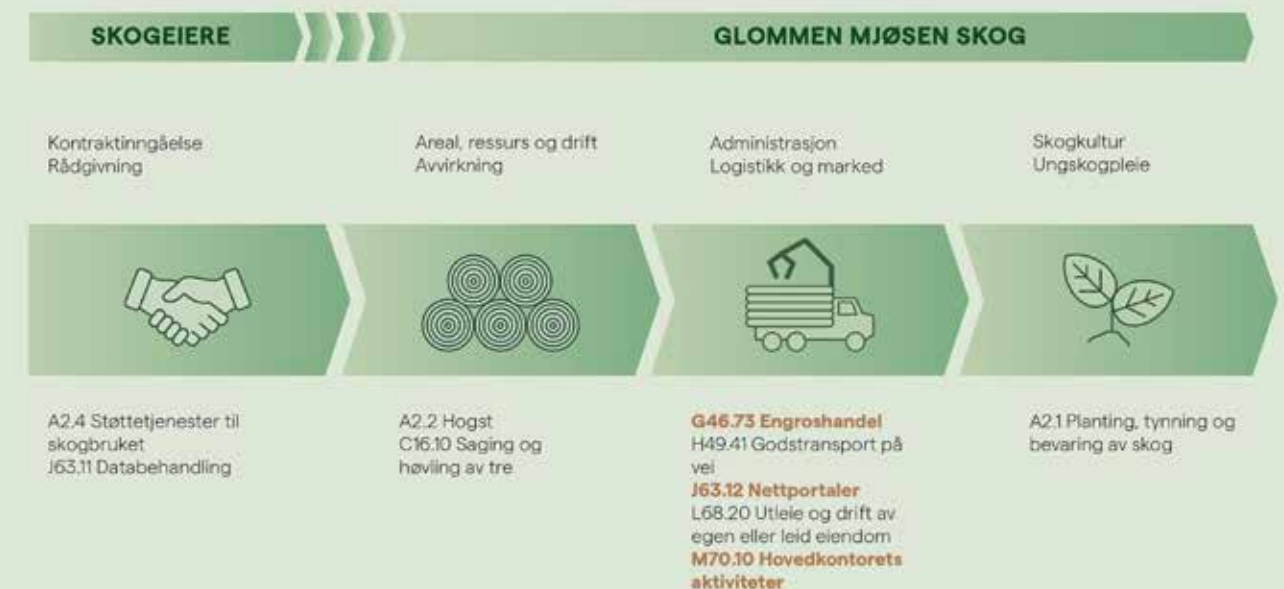 SKOGEIERE
GLOMMEN MJØSEN SKOG
Kontraktinngåelse
Rådgivning
Areal, ressurs og drift
Avvirkning
Administrasjon
Logistikk og marked
Skogkultur
Ungskogpleie
A2.4 Støttetjenester til
skogbruket
J63.11 Databehandling
A2.2 Hogst
C16.10 Saging og
høvling av tre
G46.73 Engroshandel
H49.41 Godstransport på
vei
J63.12 Nettportaler
L68.20 Utleie og drift av
egen eller leid eiendom
M70.10 Hovedkontorets
aktiviteter
A2.1 Planting, tynning og
bevaring av skog